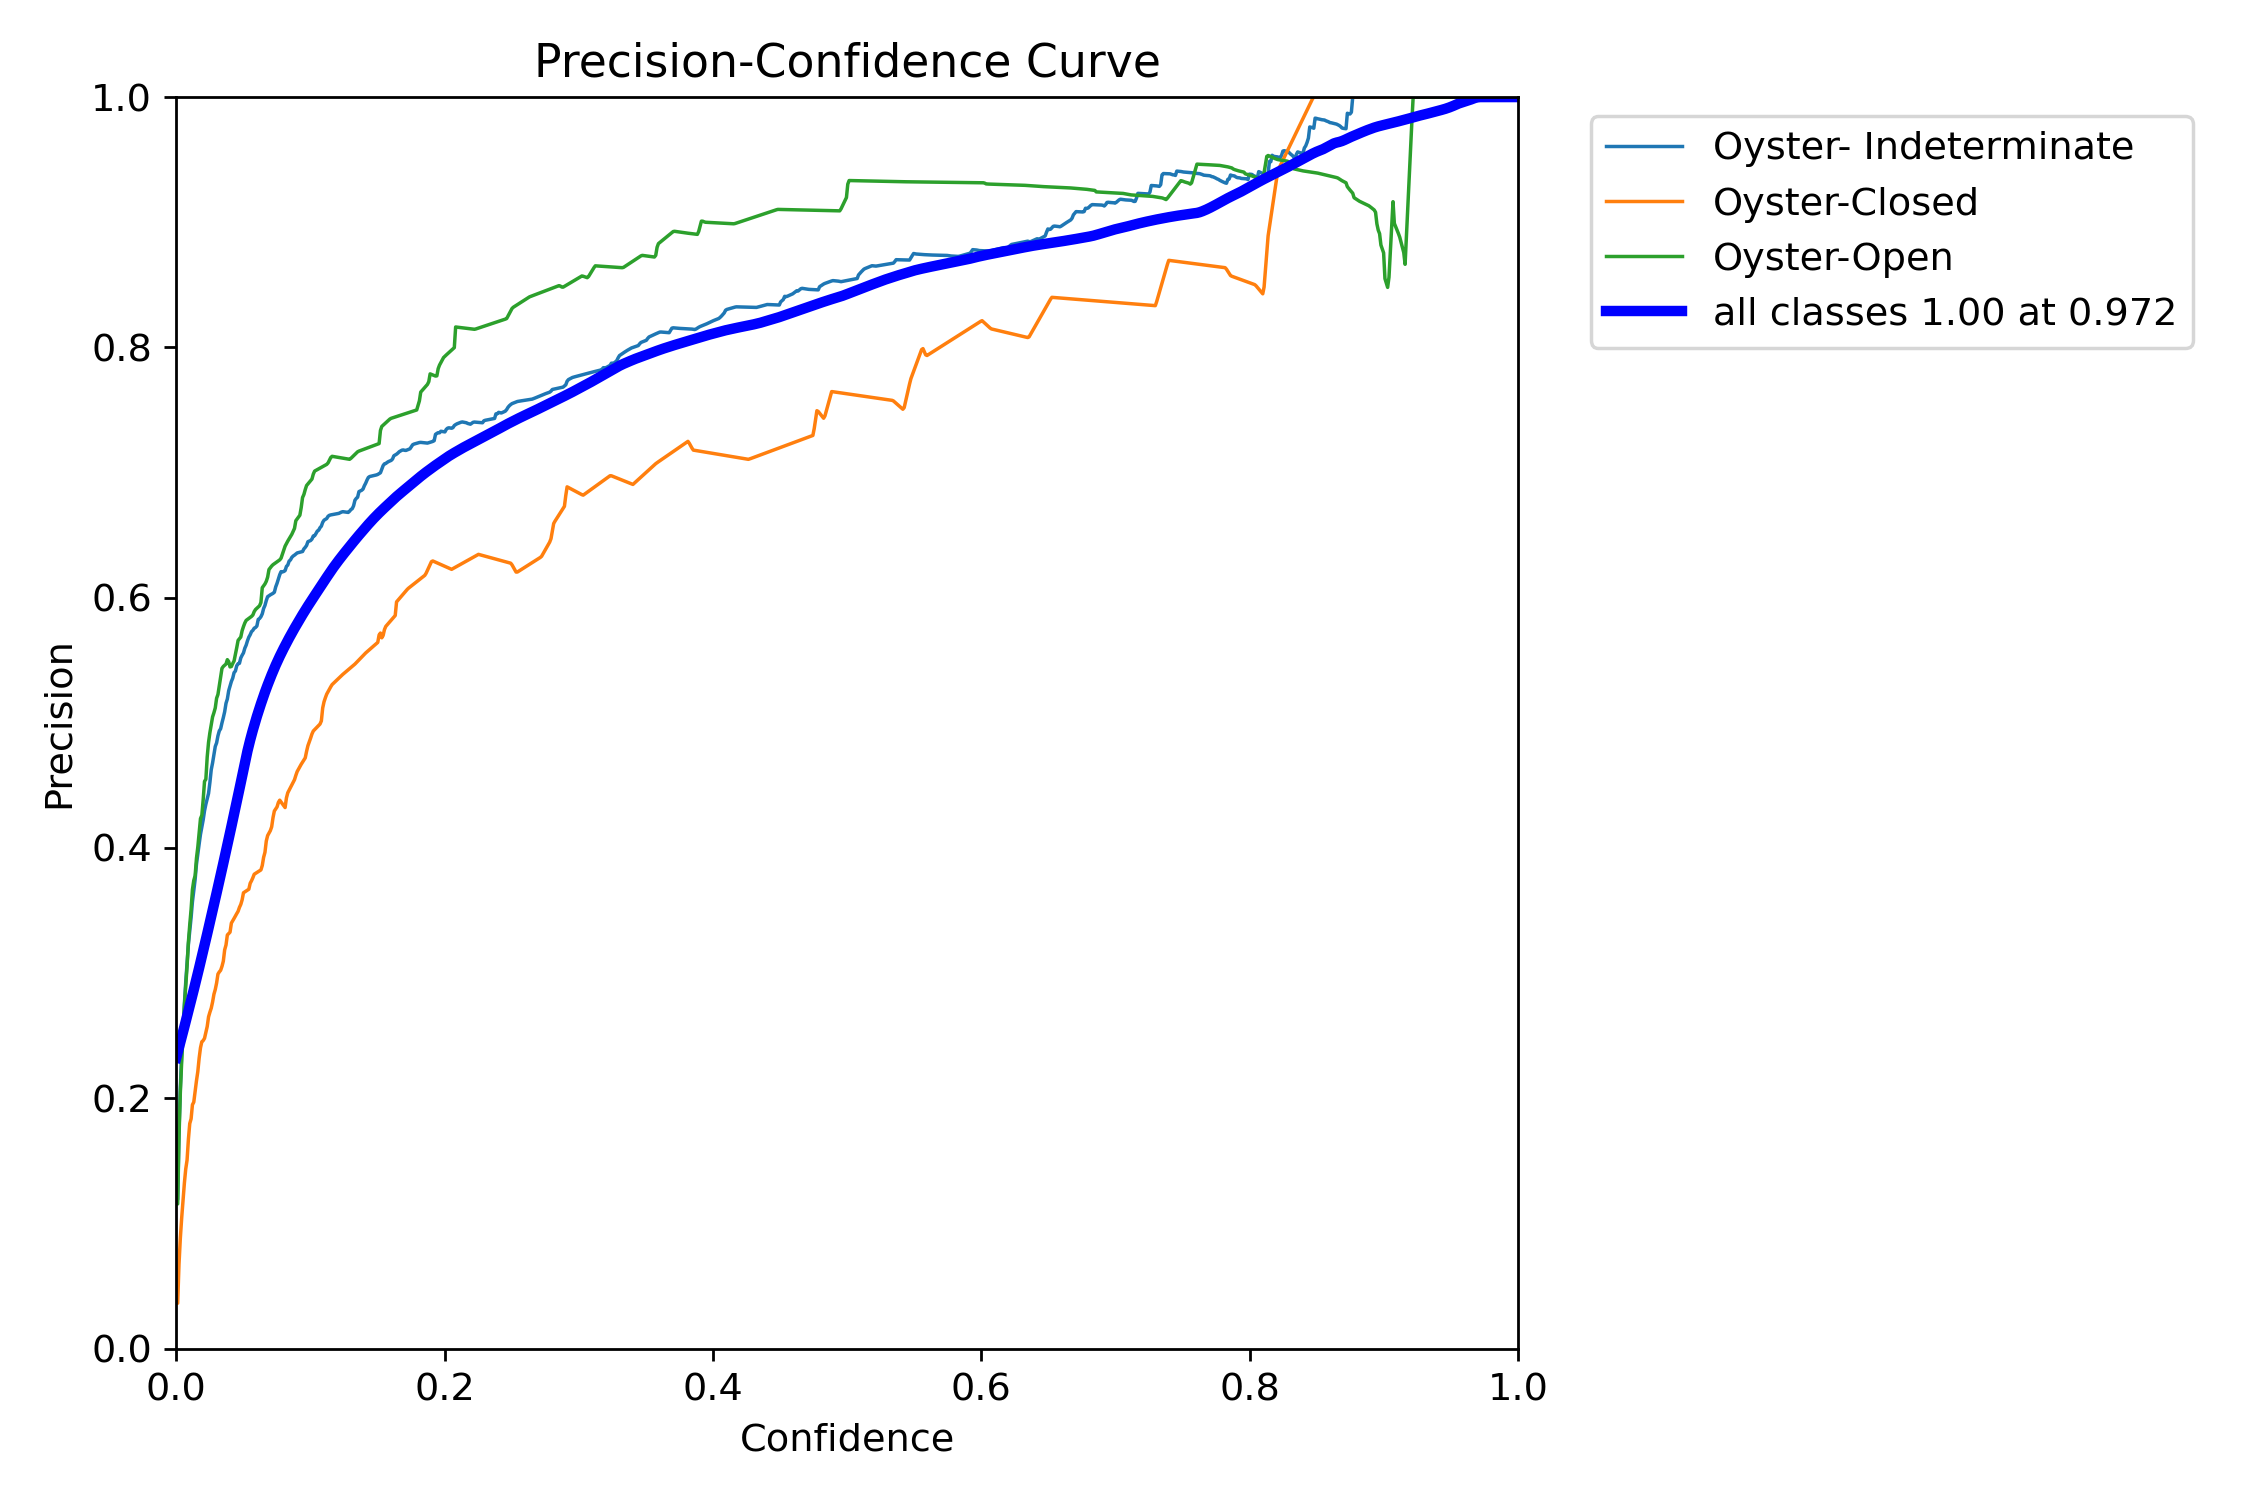 Precision-Confidence Curve
1.0
0.8
0.6
0.4
0.2
0.0
Precision
0.0 0.2 0.4 0.6 0.8 1.0
Confidence
Oyster- Indeterminate
Oyster-Closed
Oyster-Open
all classes 1.00 at 0.972